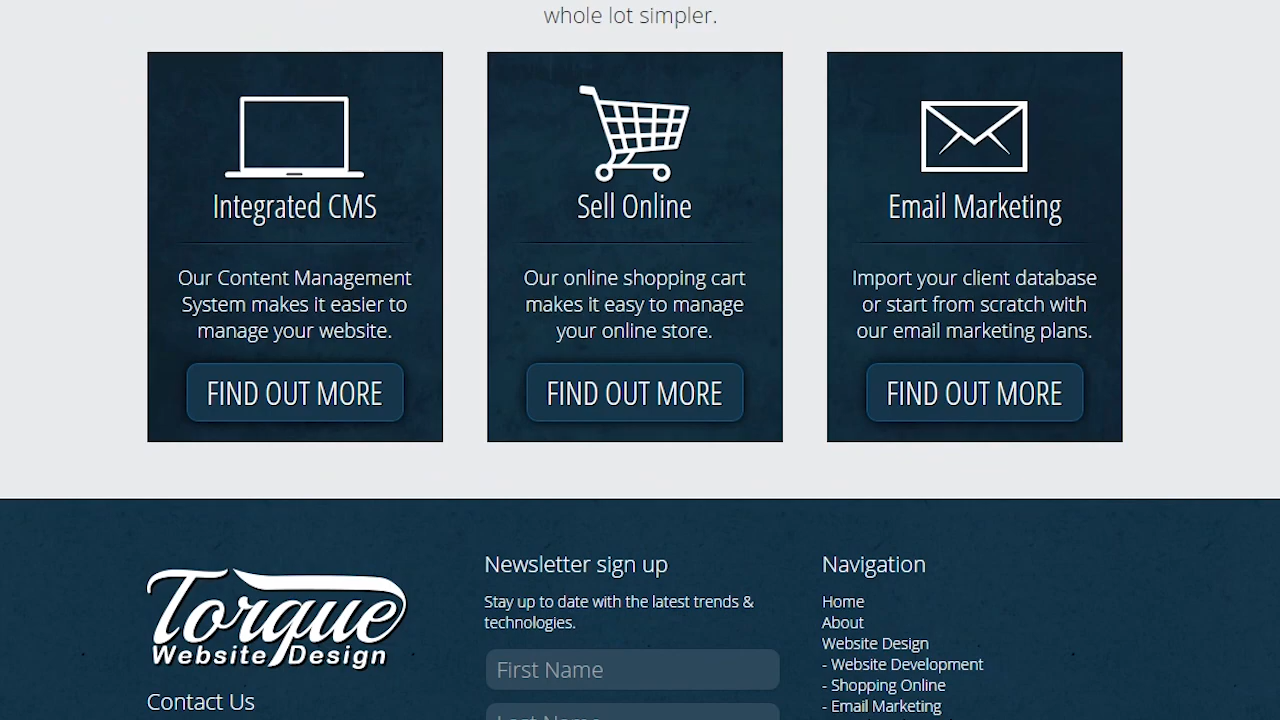 whole lot simpler.
Integrated CMS
Our Content Management
System makes it easier to
manage your website.
FIND OUT MORE
Sell Online
Our online shopping cart
makes it easy to manage
your online store.
FIND OUT MORE
Email Marketing
Import your client database
or start from scratch with
our email marketing plans.
FIND OUT MORE
Torque
Website Design
Contact Us
Newsletter sign up
Stay up to date with the latest trends &
technologies.
First Name
Last Name
Navigation
Home
About
Website Design
- Website Development
- Shopping Online
- Email Marketing